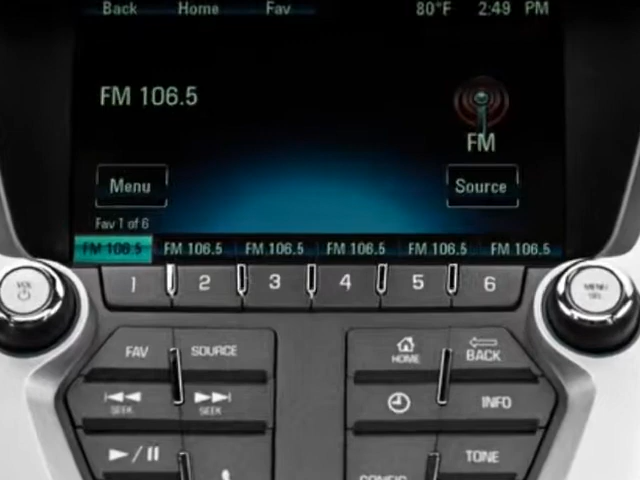 Back Home Fav 80°F 2:49 PM
FM 106.5
FM
Menu Source
Fav 1 of 6
FM 106.5 FM 106.5 FM 106.5 FM 106.5 FM 106.5 FM 106.5
VOL MENU
SEL
1 2 3 4 5 6
FAV SOURCE HOME BACK
SEEK SEEK INFO
TONE
CONFIG